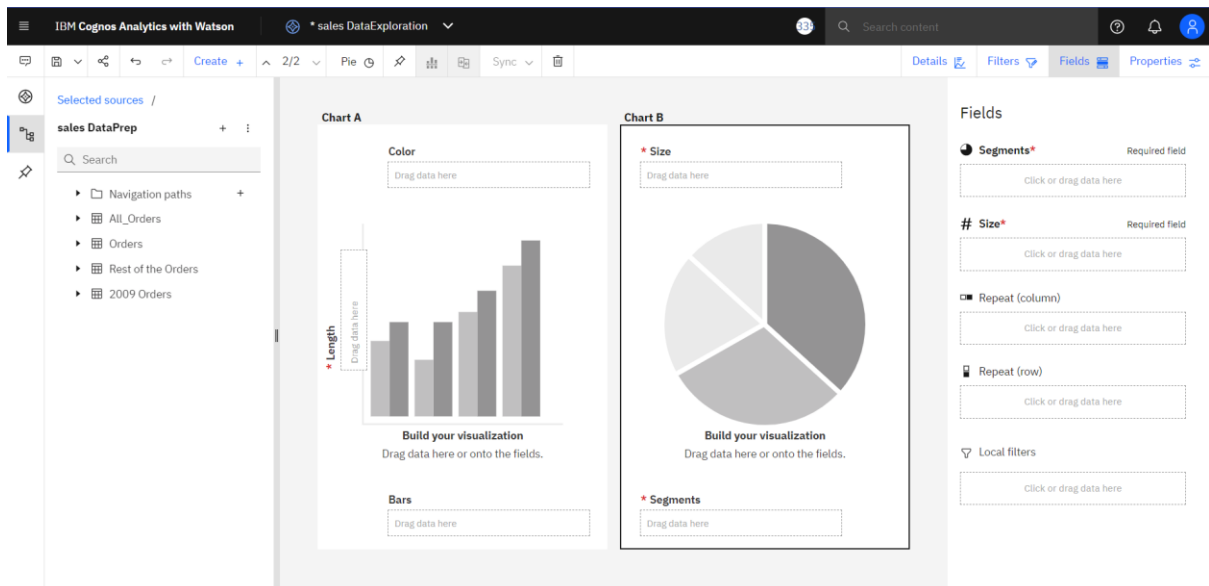 IBM Cognos Analytics with Watson
* sales DataExploration
Search content
Create +
2/2
Pie
Sync
Details
Filters
Fields
Properties
Selected sources /
sales DataPrep
Search
Navigation paths
All_Orders
Orders
Rest of the Orders
2009 Orders
Chart A
Color
Drag data here
* Length
Drag data here
Build your visualization
Drag data here or onto the fields.
Bars
Drag data here
Chart B
* Size
Drag data here
Build your visualization
Drag data here or onto the fields.
* Segments
Drag data here
Fields
Segments* Required field
Click or drag data here
# Size* Required field
Click or drag data here
Repeat (column)
Click or drag data here
Repeat (row)
Click or drag data here
Local filters
Click or drag data here